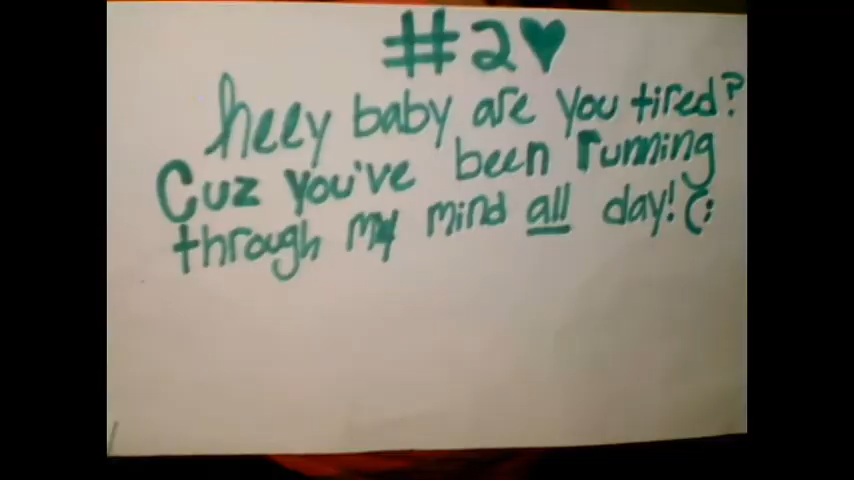 #2♥
heey baby are you tired?
Cuz you've been running
through my mind all day! (: